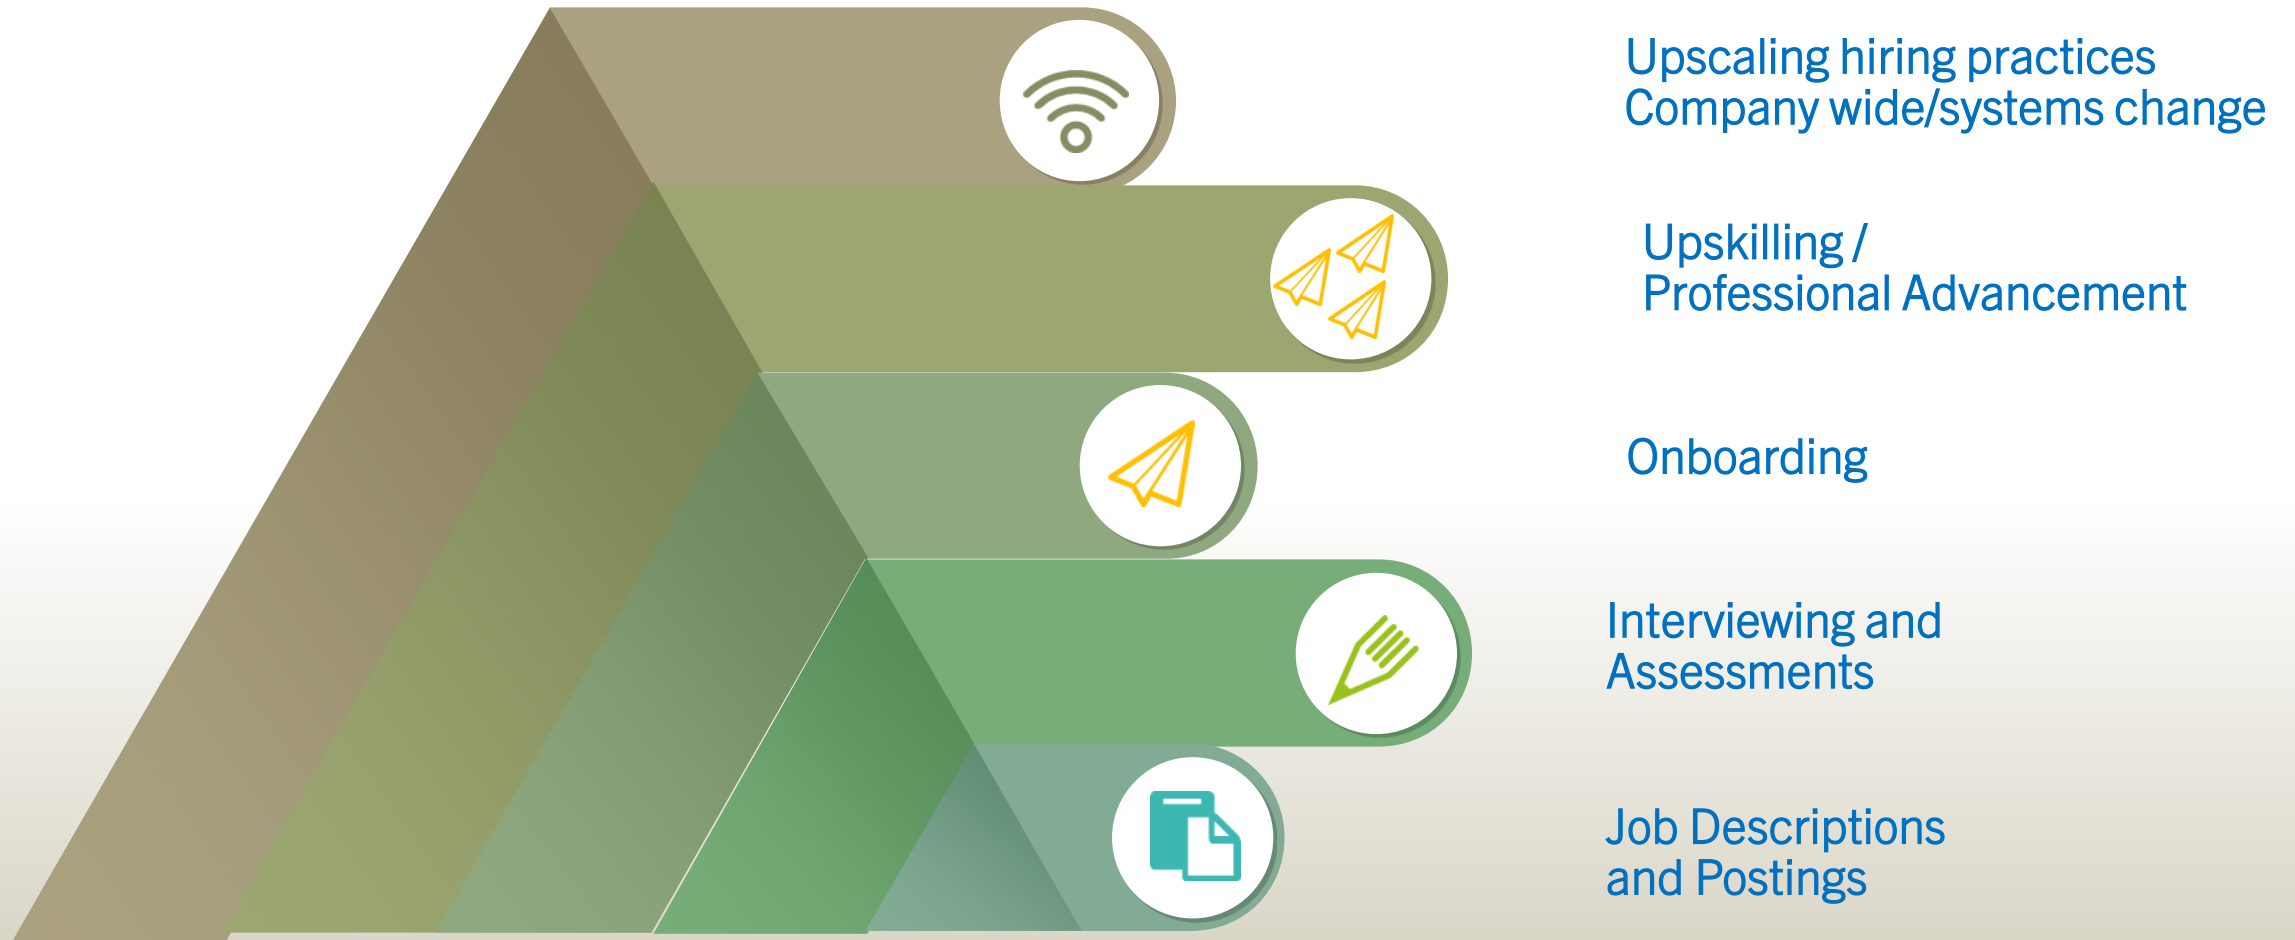 Upscaling hiring practices
Company wide/systems change
Upskilling /
Professional Advancement
Onboarding
Interviewing and
Assessments
Job Descriptions
and Postings